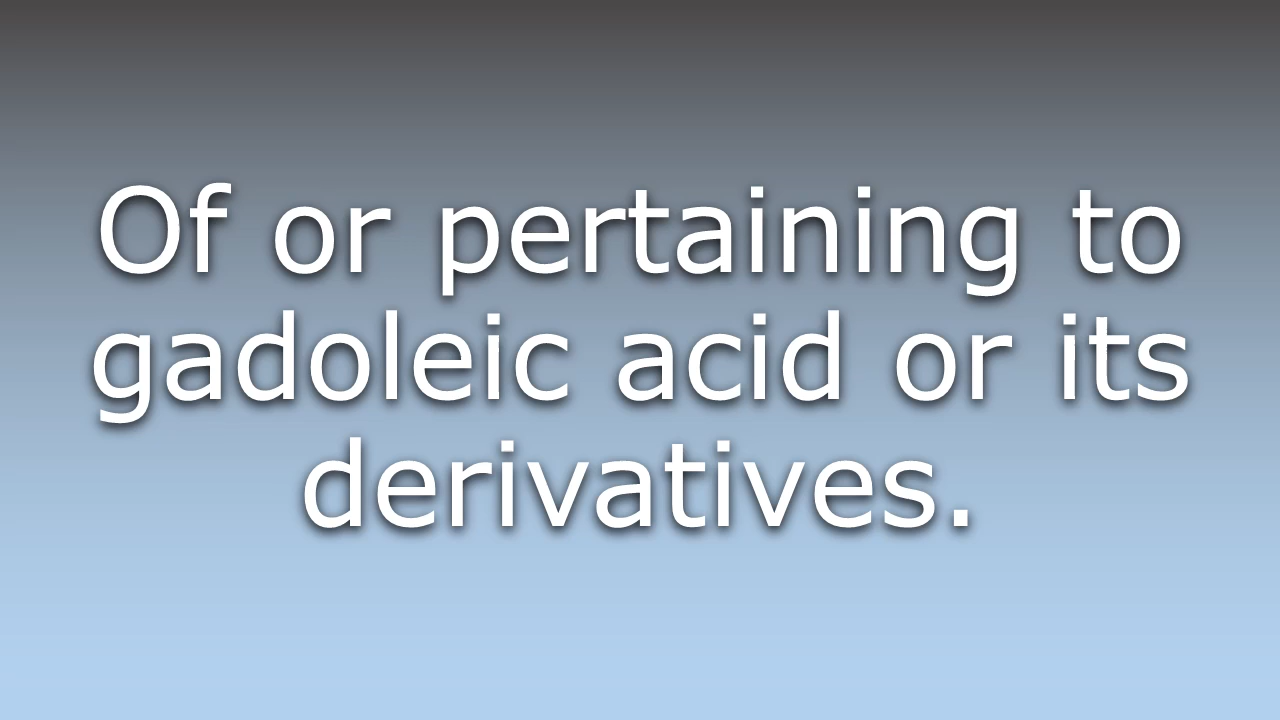 Of or pertaining to
gadoleic acid or its
derivatives.